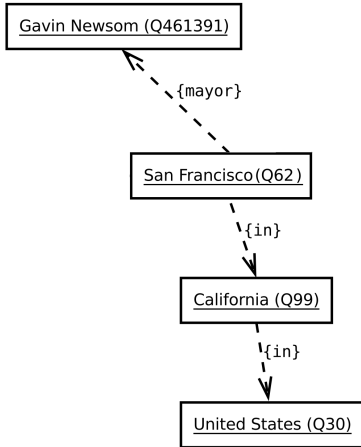 Gavin Newsom (Q461391)
{mayor}
San Francisco(Q62)
{in}
California (Q99)
{in}
United States (Q30)